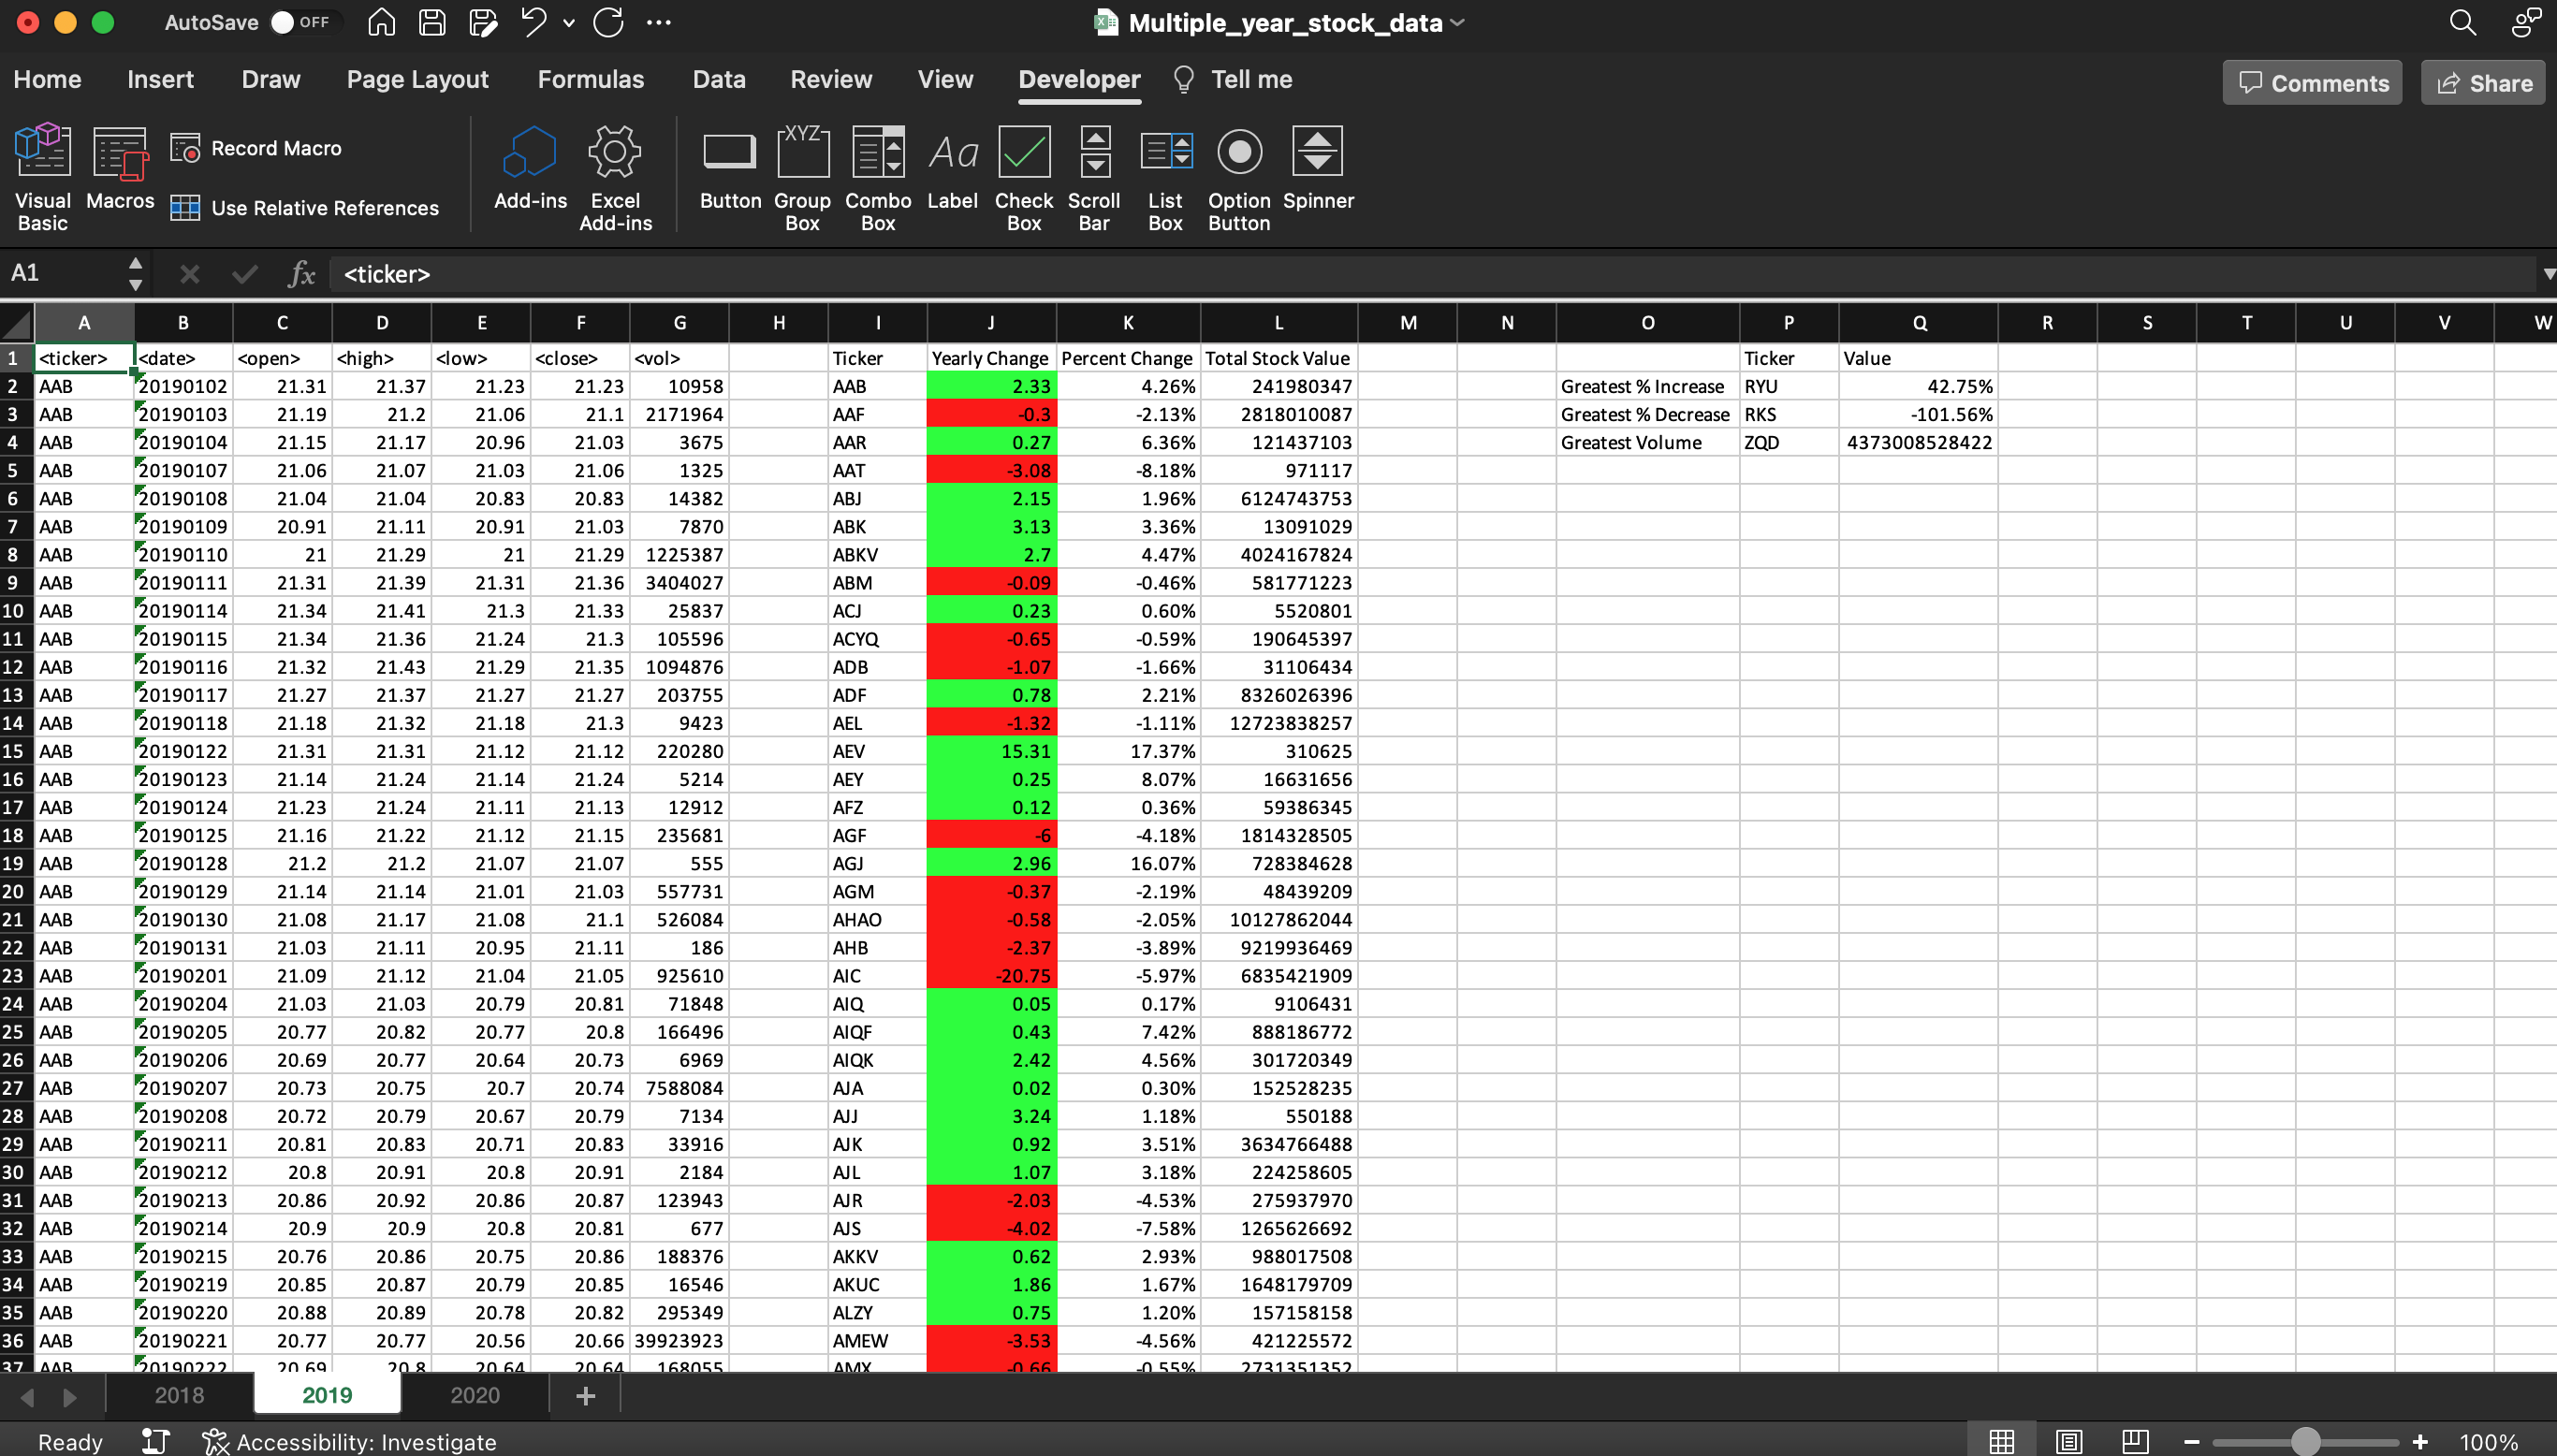 AutoSave OFF Multiple_year_stock_data
Home Insert Draw Page Layout Formulas Data Review View Developer Tell me Comments Share
Visual Basic Macros Record Macro Use Relative References Add-ins Excel Add-ins Button Group Box Combo Box Label Check Box Scroll Bar List Box Option Button Spinner
XYZ Aa
A1 fx <ticker>
A B C D E F G H I J K L M N O P Q R S T U V W
1 <ticker> <date> <open> <high> <low> <close> <vol> Ticker Yearly Change Percent Change Total Stock Value Ticker Value
2 AAB 20190102 21.31 21.37 21.23 21.23 10958 AAB 2.33 4.26% 241980347 Greatest % Increase RYU 42.75%
3 AAB 20190103 21.19 21.2 21.06 21.1 2171964 AAF -0.3 -2.13% 2818010087 Greatest % Decrease RKS -101.56%
4 AAB 20190104 21.15 21.17 20.96 21.03 3675 AAR 0.27 6.36% 121437103 Greatest Volume ZQD 4373008528422
5 AAB 20190107 21.06 21.07 21.03 21.06 1325 AAT -3.08 -8.18% 971117
6 AAB 20190108 21.04 21.04 20.83 20.83 14382 ABJ 2.15 1.96% 6124743753
7 AAB 20190109 20.91 21.11 20.91 21.03 7870 ABK 3.13 3.36% 13091029
8 AAB 20190110 21 21.29 21 21.29 1225387 ABKV 2.7 4.47% 4024167824
9 AAB 20190111 21.31 21.39 21.31 21.36 3404027 ABM -0.09 -0.46% 581771223
10 AAB 20190114 21.34 21.41 21.3 21.33 25837 ACJ 0.23 0.60% 5520801
11 AAB 20190115 21.34 21.36 21.24 21.3 105596 ACYQ -0.65 -0.59% 190645397
12 AAB 20190116 21.32 21.43 21.29 21.35 1094876 ADB -1.07 -1.66% 31106434
13 AAB 20190117 21.27 21.37 21.27 21.27 203755 ADF 0.78 2.21% 8326026396
14 AAB 20190118 21.18 21.32 21.18 21.3 9423 AEL -1.32 -1.11% 12723838257
15 AAB 20190122 21.31 21.31 21.12 21.12 220280 AEV 15.31 17.37% 310625
16 AAB 20190123 21.14 21.24 21.14 21.24 5214 AEY 0.25 8.07% 16631656
17 AAB 20190124 21.23 21.24 21.11 21.13 12912 AFZ 0.12 0.36% 59386345
18 AAB 20190125 21.16 21.22 21.12 21.15 235681 AGF -6 -4.18% 1814328505
19 AAB 20190128 21.2 21.2 21.07 21.07 555 AGJ 2.96 16.07% 728384628
20 AAB 20190129 21.14 21.14 21.01 21.03 557731 AGM -0.37 -2.19% 48439209
21 AAB 20190130 21.08 21.17 21.08 21.1 526084 AHAO -0.58 -2.05% 10127862044
22 AAB 20190131 21.03 21.11 20.95 21.11 186 AHB -2.37 -3.89% 9219936469
23 AAB 20190201 21.09 21.12 21.04 21.05 925610 AIC -20.75 -5.97% 6835421909
24 AAB 20190204 21.03 21.03 20.79 20.81 71848 AIQ 0.05 0.17% 9106431
25 AAB 20190205 20.77 20.82 20.77 20.8 166496 AIQF 0.43 7.42% 888186772
26 AAB 20190206 20.69 20.77 20.64 20.73 6969 AIQK 2.42 4.56% 301720349
27 AAB 20190207 20.73 20.75 20.7 20.74 7588084 AJA 0.02 0.30% 152528235
28 AAB 20190208 20.72 20.79 20.67 20.79 7134 AJJ 3.24 1.18% 550188
29 AAB 20190211 20.81 20.83 20.71 20.83 33916 AJK 0.92 3.51% 3634766488
30 AAB 20190212 20.8 20.91 20.8 20.91 2184 AJL 1.07 3.18% 224258605
31 AAB 20190213 20.86 20.92 20.86 20.87 123943 AJR -2.03 -4.53% 275937970
32 AAB 20190214 20.9 20.9 20.8 20.81 677 AJS -4.02 -7.58% 1265626692
33 AAB 20190215 20.76 20.86 20.75 20.86 188376 AKKV 0.62 2.93% 988017508
34 AAB 20190219 20.85 20.87 20.79 20.85 16546 AKUC 1.86 1.67% 1648179709
35 AAB 20190220 20.88 20.89 20.78 20.82 295349 ALZY 0.75 1.20% 157158158
36 AAB 20190221 20.77 20.77 20.56 20.66 39923923 AMEW -3.53 -4.56% 421225572
37 AAB 20190222 20.69 20.8 20.64 20.64 168055 AMX -0.66 -0.55% 2731351352
2018 2019 2020 +
Ready Accessibility: Investigate 100%